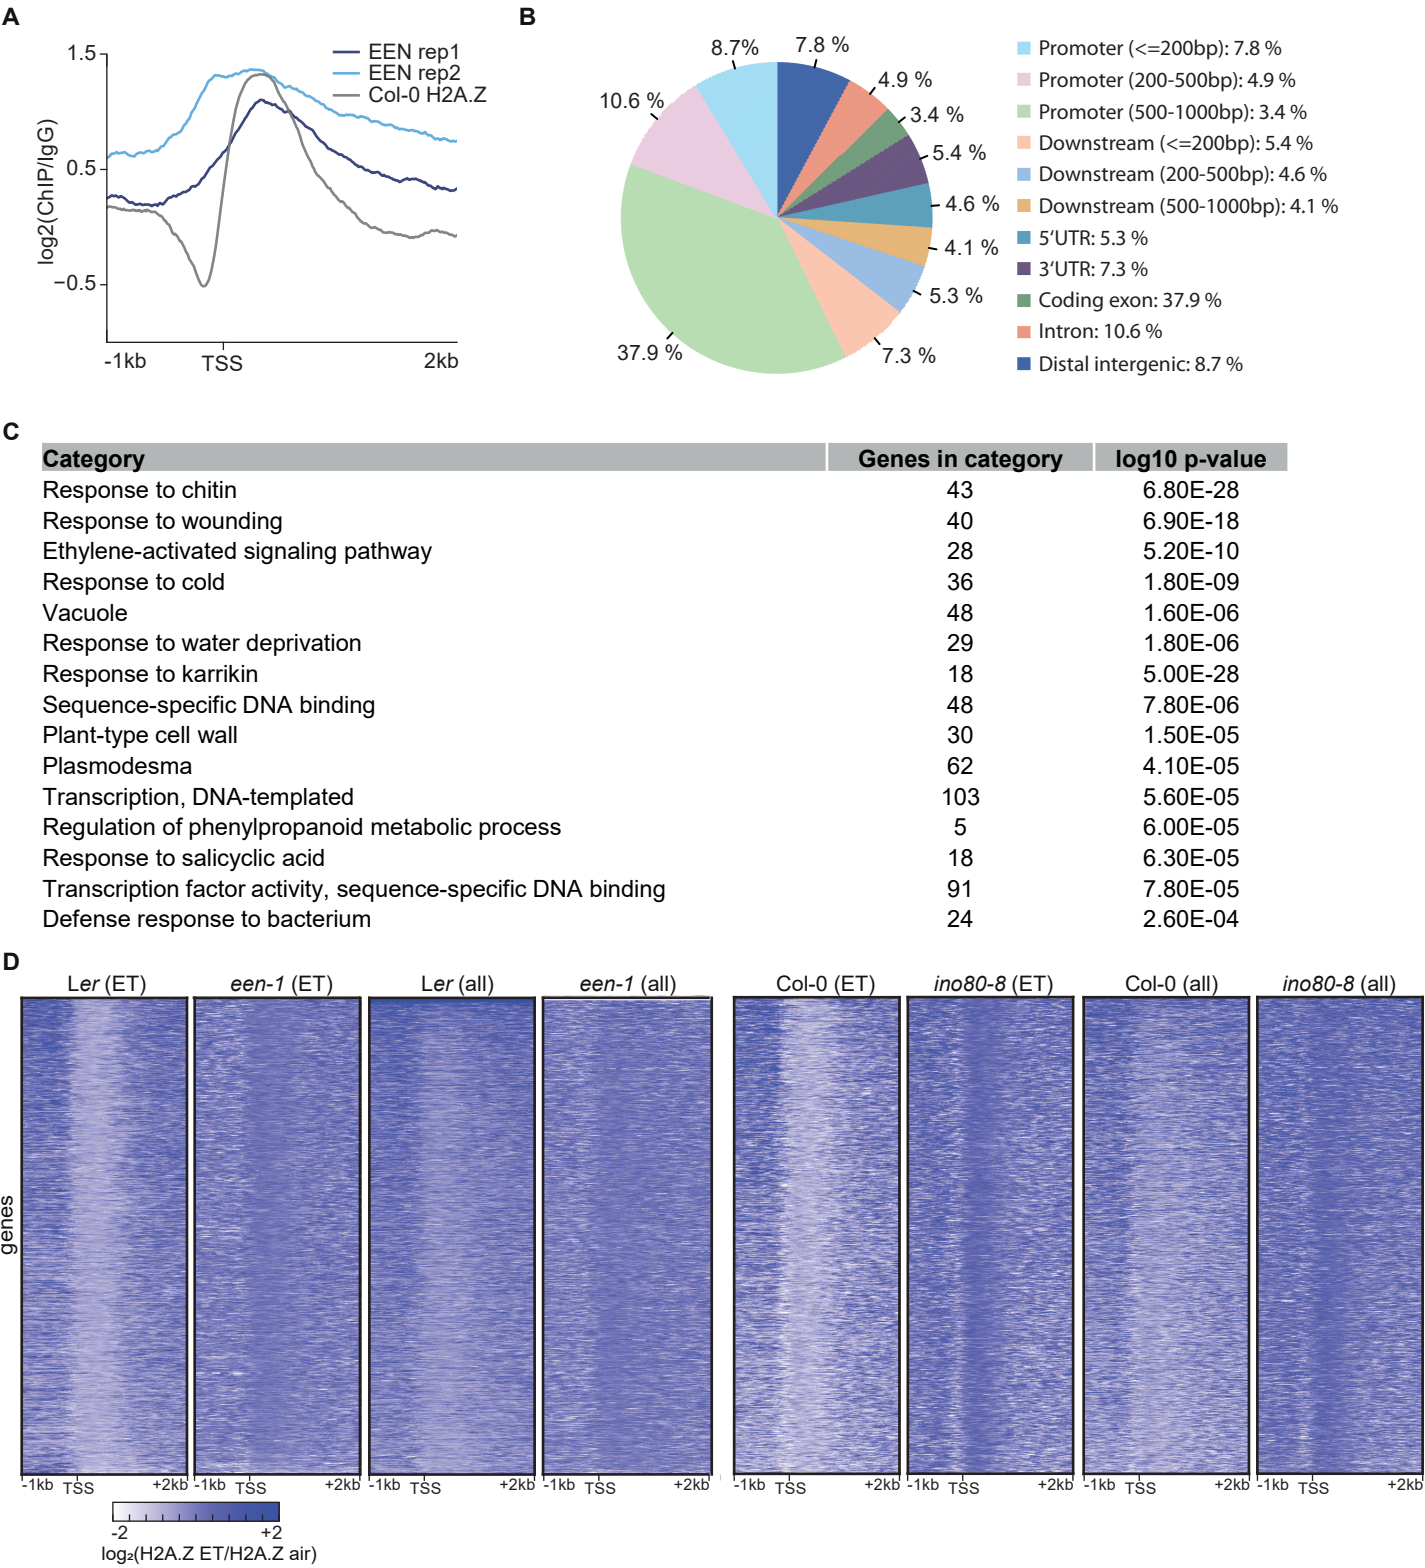 A
1.5
0.5
−0.5
log2(ChIP/IgG)
EEN rep1
EEN rep2
Col-0 H2A.Z
-1kb TSS 2kb
B
8.7%
7.8 %
4.9 %
3.4 %
5.4 %
4.6 %
4.1 %
5.3 %
7.3 %
37.9 %
10.6 %
Promoter (<=200bp): 7.8 %
Promoter (200-500bp): 4.9 %
Promoter (500-1000bp): 3.4 %
Downstream (<=200bp): 5.4 %
Downstream (200-500bp): 4.6 %
Downstream (500-1000bp): 4.1 %
5‘UTR: 5.3 %
3‘UTR: 7.3 %
Coding exon: 37.9 %
Intron: 10.6 %
Distal intergenic: 8.7 %
C
Category Genes in category log10 p-value
Response to chitin 43 6.80E-28
Response to wounding 40 6.90E-18
Ethylene-activated signaling pathway 28 5.20E-10
Response to cold 36 1.80E-09
Vacuole 48 1.60E-06
Response to water deprivation 29 1.80E-06
Response to karrikin 18 5.00E-28
Sequence-specific DNA binding 48 7.80E-06
Plant-type cell wall 30 1.50E-05
Plasmodesma 62 4.10E-05
Transcription, DNA-templated 103 5.60E-05
Regulation of phenylpropanoid metabolic process 5 6.00E-05
Response to salicyclic acid 18 6.30E-05
Transcription factor activity, sequence-specific DNA binding 91 7.80E-05
Defense response to bacterium 24 2.60E-04
D
Ler (ET) een-1 (ET) Ler (all) een-1 (all) Col-0 (ET) ino80-8 (ET) Col-0 (all) ino80-8 (all)
genes
-1kb TSS +2kb -1kb TSS +2kb -1kb TSS +2kb -1kb TSS +2kb -1kb TSS +2kb -1kb TSS +2kb -1kb TSS +2kb -1kb TSS +2kb
-2 +2
log₂(H2A.Z ET/H2A.Z air)